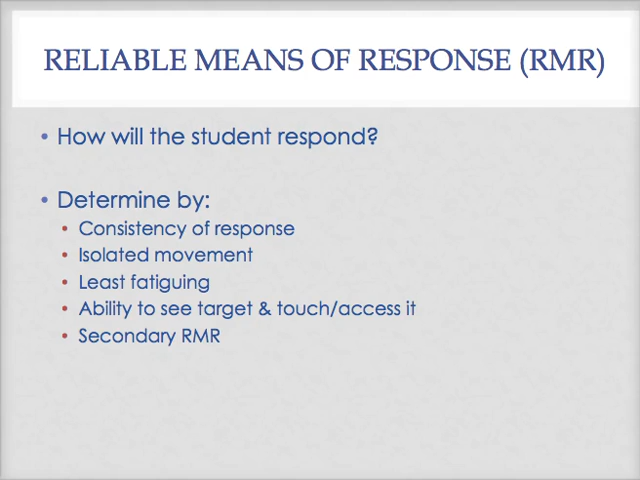 RELIABLE MEANS OF RESPONSE (RMR)
• How will the student respond?
• Determine by:
• Consistency of response
• Isolated movement
• Least fatiguing
• Ability to see target & touch/access it
• Secondary RMR